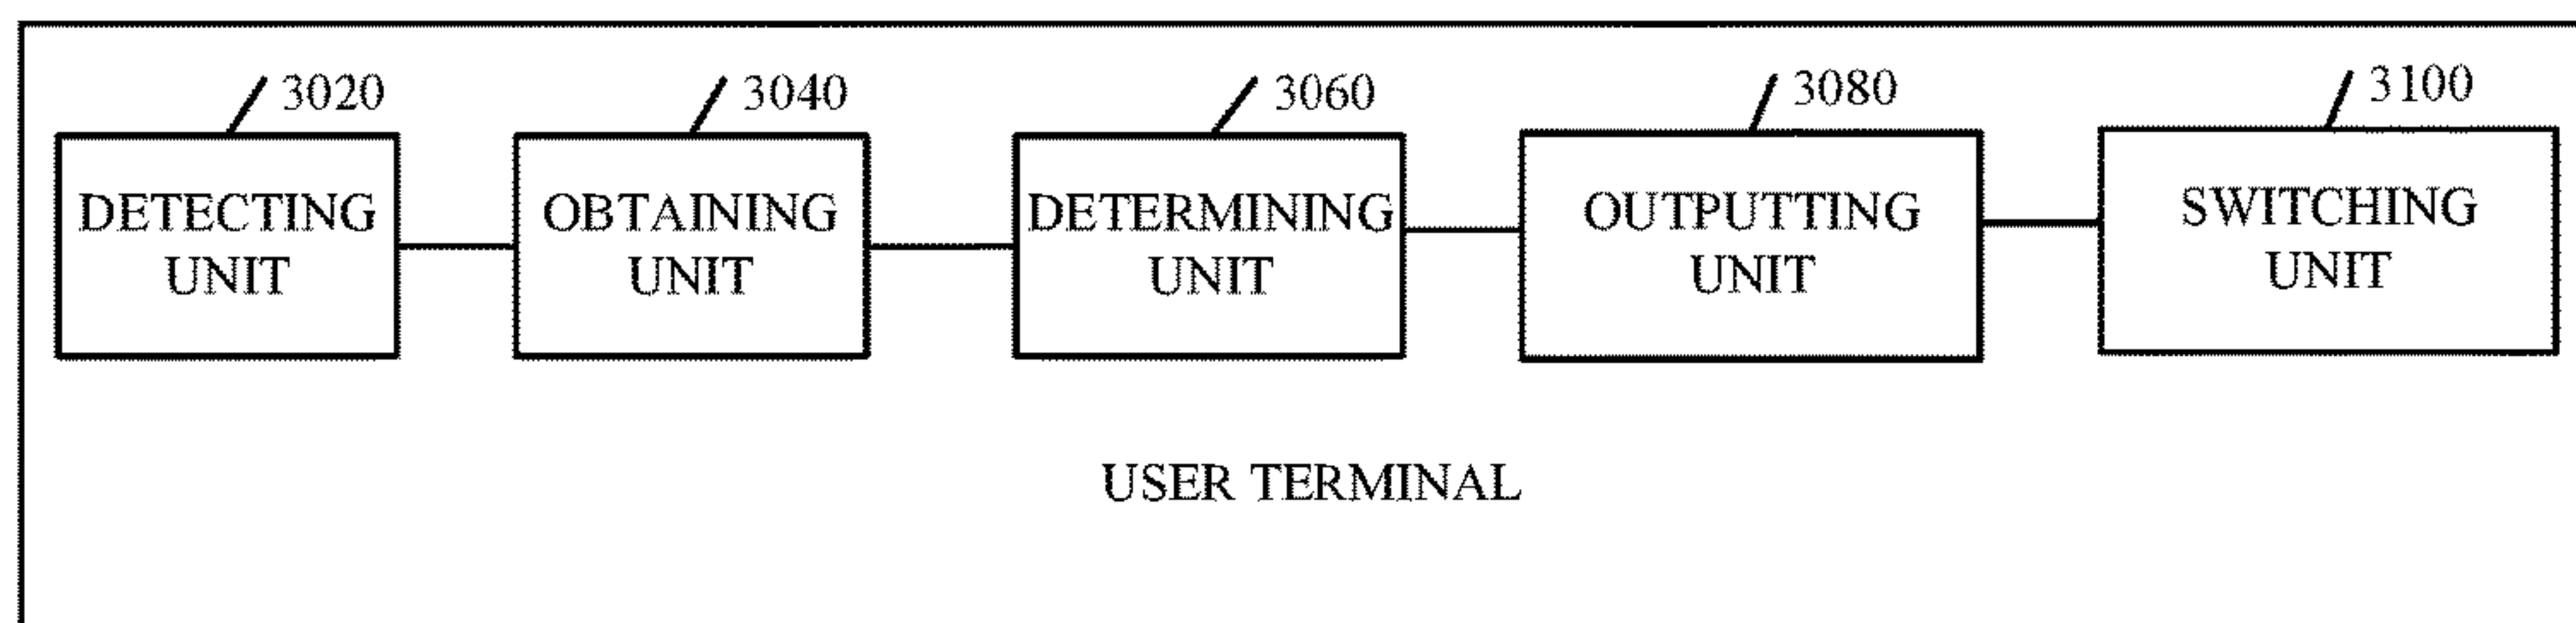 3020
3040
3060
3080
3100
DETECTING
UNIT
OBTAINING
UNIT
DETERMINING
UNIT
OUTPUTTING
UNIT
SWITCHING
UNIT
USER TERMINAL